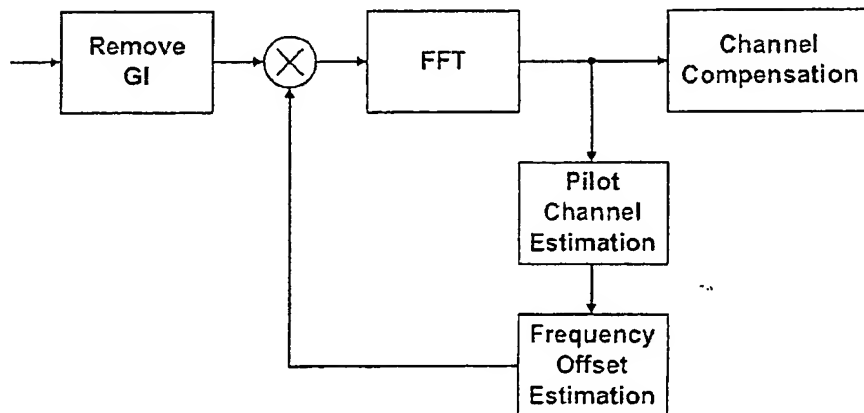 Remove
GI
FFT
Channel
Compensation
Pilot
Channel
Estimation
Frequency
Offset
Estimation